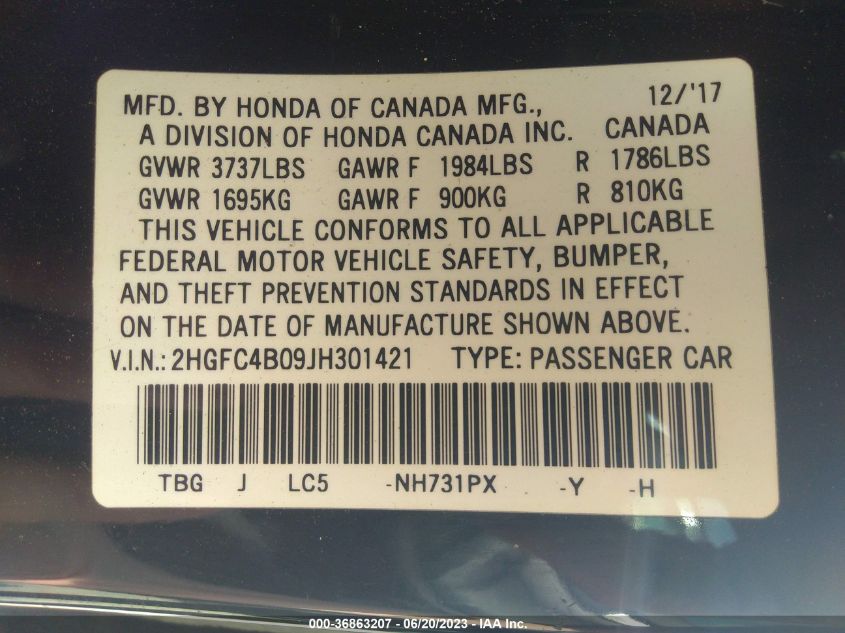 MFD. BY HONDA OF CANADA MFG., 12/'17
A DIVISION OF HONDA CANADA INC. CANADA
GVWR 3737LBS GAWR F 1984LBS R 1786LBS
GVWR 1695KG GAWR F 900KG R 810KG
THIS VEHICLE CONFORMS TO ALL APPLICABLE
FEDERAL MOTOR VEHICLE SAFETY, BUMPER,
AND THEFT PREVENTION STANDARDS IN EFFECT
ON THE DATE OF MANUFACTURE SHOWN ABOVE.
V.I.N.: 2HGFC4B09JH301421 TYPE: PASSENGER CAR
TBG J LC5 -NH731PX -Y -H
000-36863207 - 06/20/2023 - IAA Inc.